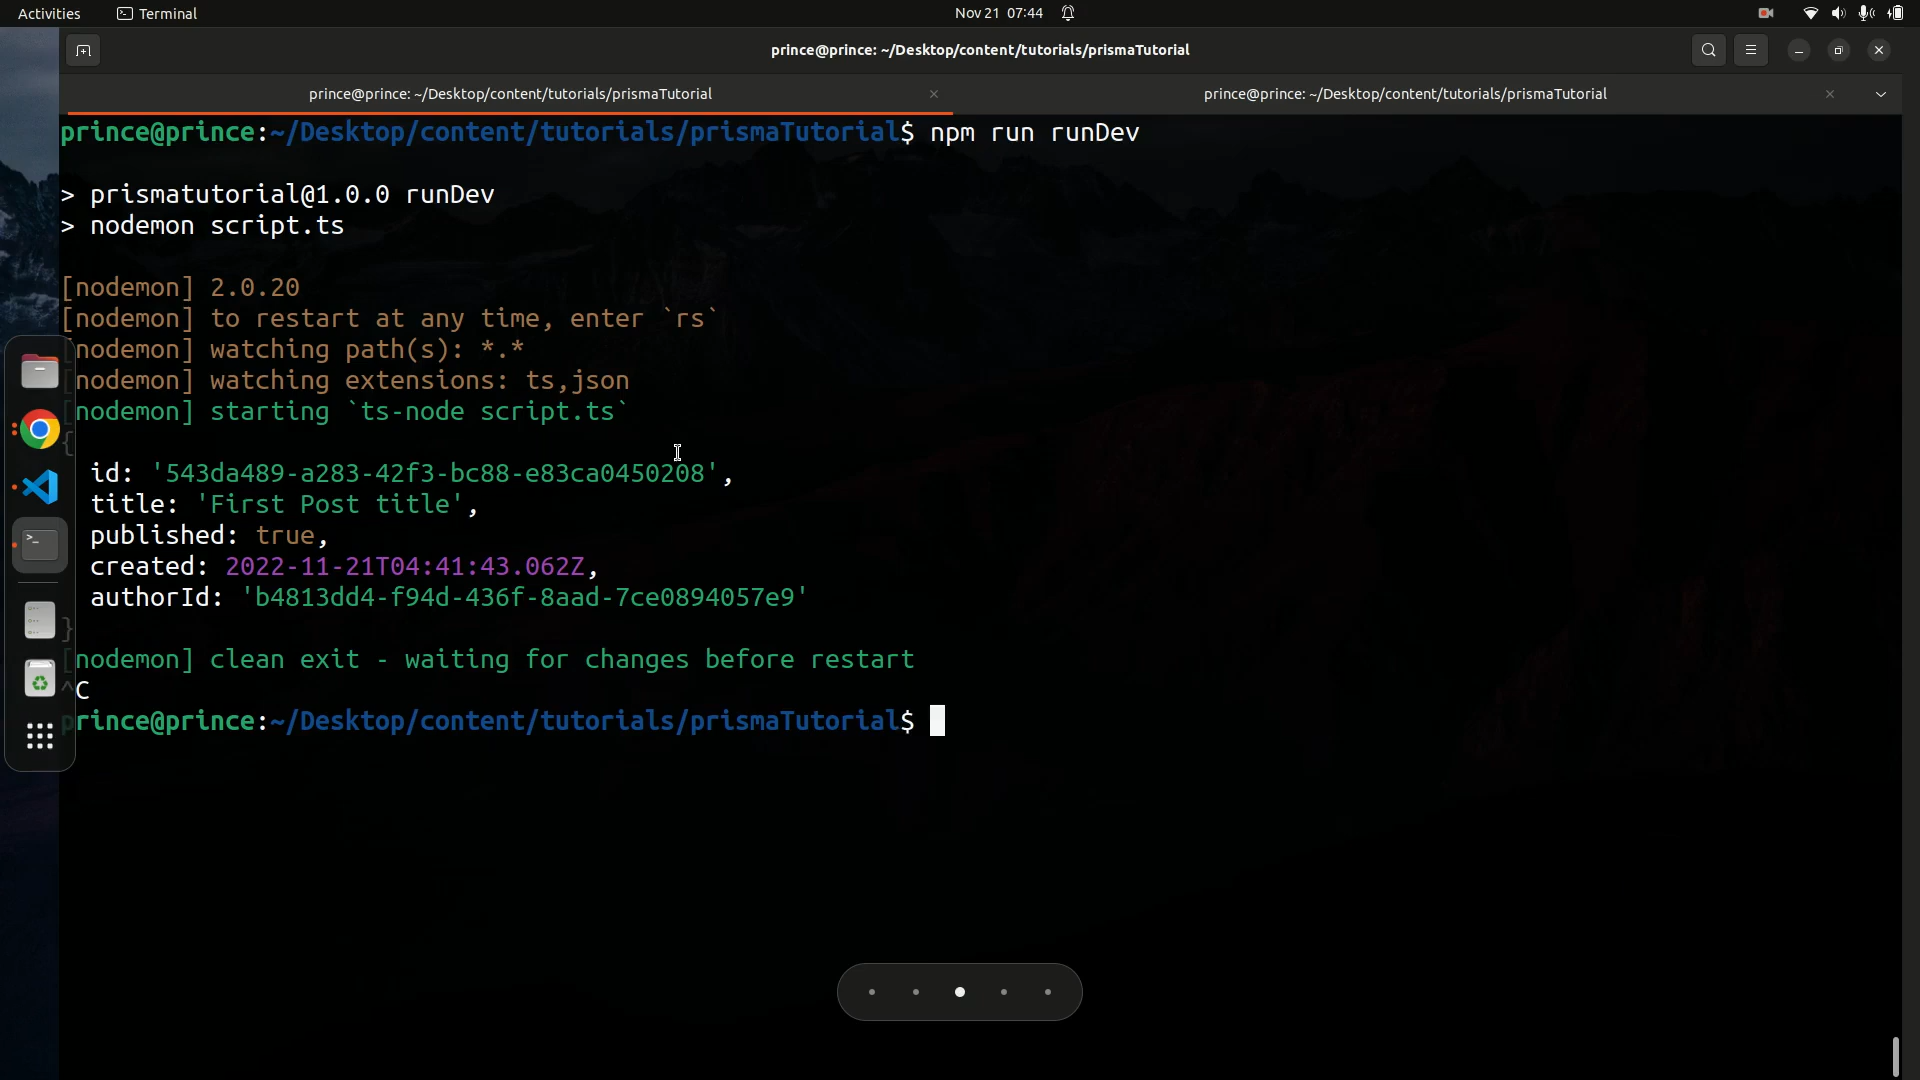 Activities Terminal Nov 21 07:44
prince@prince: ~/Desktop/content/tutorials/prismaTutorial
prince@prince: ~/Desktop/content/tutorials/prismaTutorial prince@prince: ~/Desktop/content/tutorials/prismaTutorial
prince@prince:~/Desktop/content/tutorials/prismaTutorial$ npm run runDev
> prismatutorial@1.0.0 runDev
> nodemon script.ts
[nodemon] 2.0.20
[nodemon] to restart at any time, enter `rs`
[nodemon] watching path(s): *.*
[nodemon] watching extensions: ts,json
[nodemon] starting `ts-node script.ts`
{
id: '543da489-a283-42f3-bc88-e83ca0450208',
title: 'First Post title',
published: true,
created: 2022-11-21T04:41:43.062Z,
authorId: 'b4813dd4-f94d-436f-8aad-7ce0894057e9'
}
[nodemon] clean exit - waiting for changes before restart
^C
prince@prince:~/Desktop/content/tutorials/prismaTutorial$